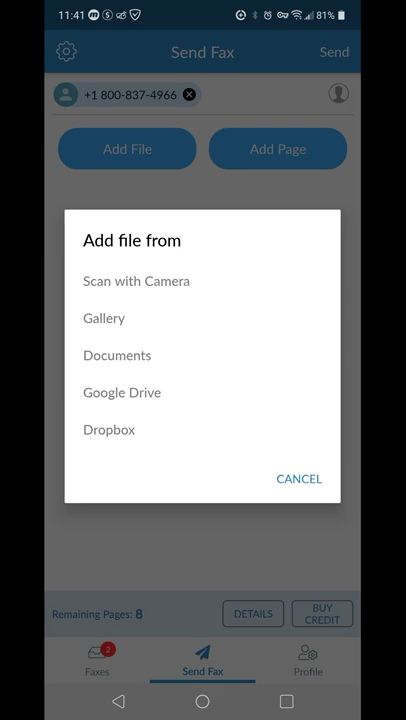 11:41
81%
Send Fax
Send
+1 800-837-4966
Add File
Add Page
Add file from
Scan with Camera
Gallery
Documents
Google Drive
Dropbox
CANCEL
Remaining Pages: 8
DETAILS
BUY
CREDIT
2
Faxes
Send Fax
Profile